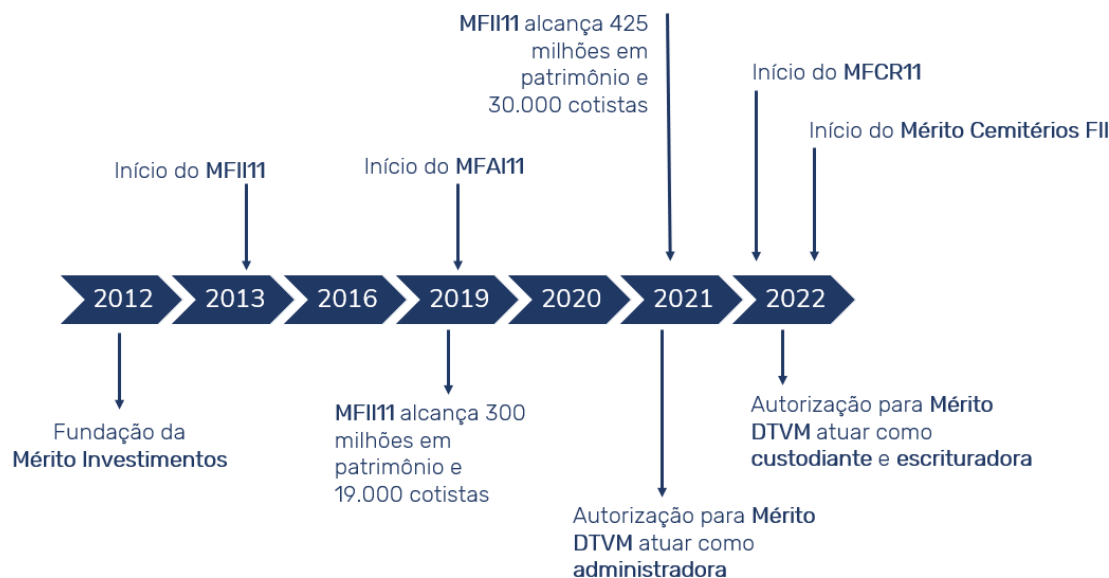 MFII11 alcança 425
milhões em
patrimônio e
30.000 cotistas
Início do MFCR11
Início do Mérito Cemitérios FII
Início do MFII11
Início do MFAI11
2012
2013
2016
2019
2020
2021
2022
Fundação da
Mérito Investimentos
MFII11 alcança 300
milhões em
patrimônio e
19.000 cotistas
Autorização para Mérito
DTVM atuar como
administradora
Autorização para Mérito
DTVM atuar como
custodiante e escrituradora